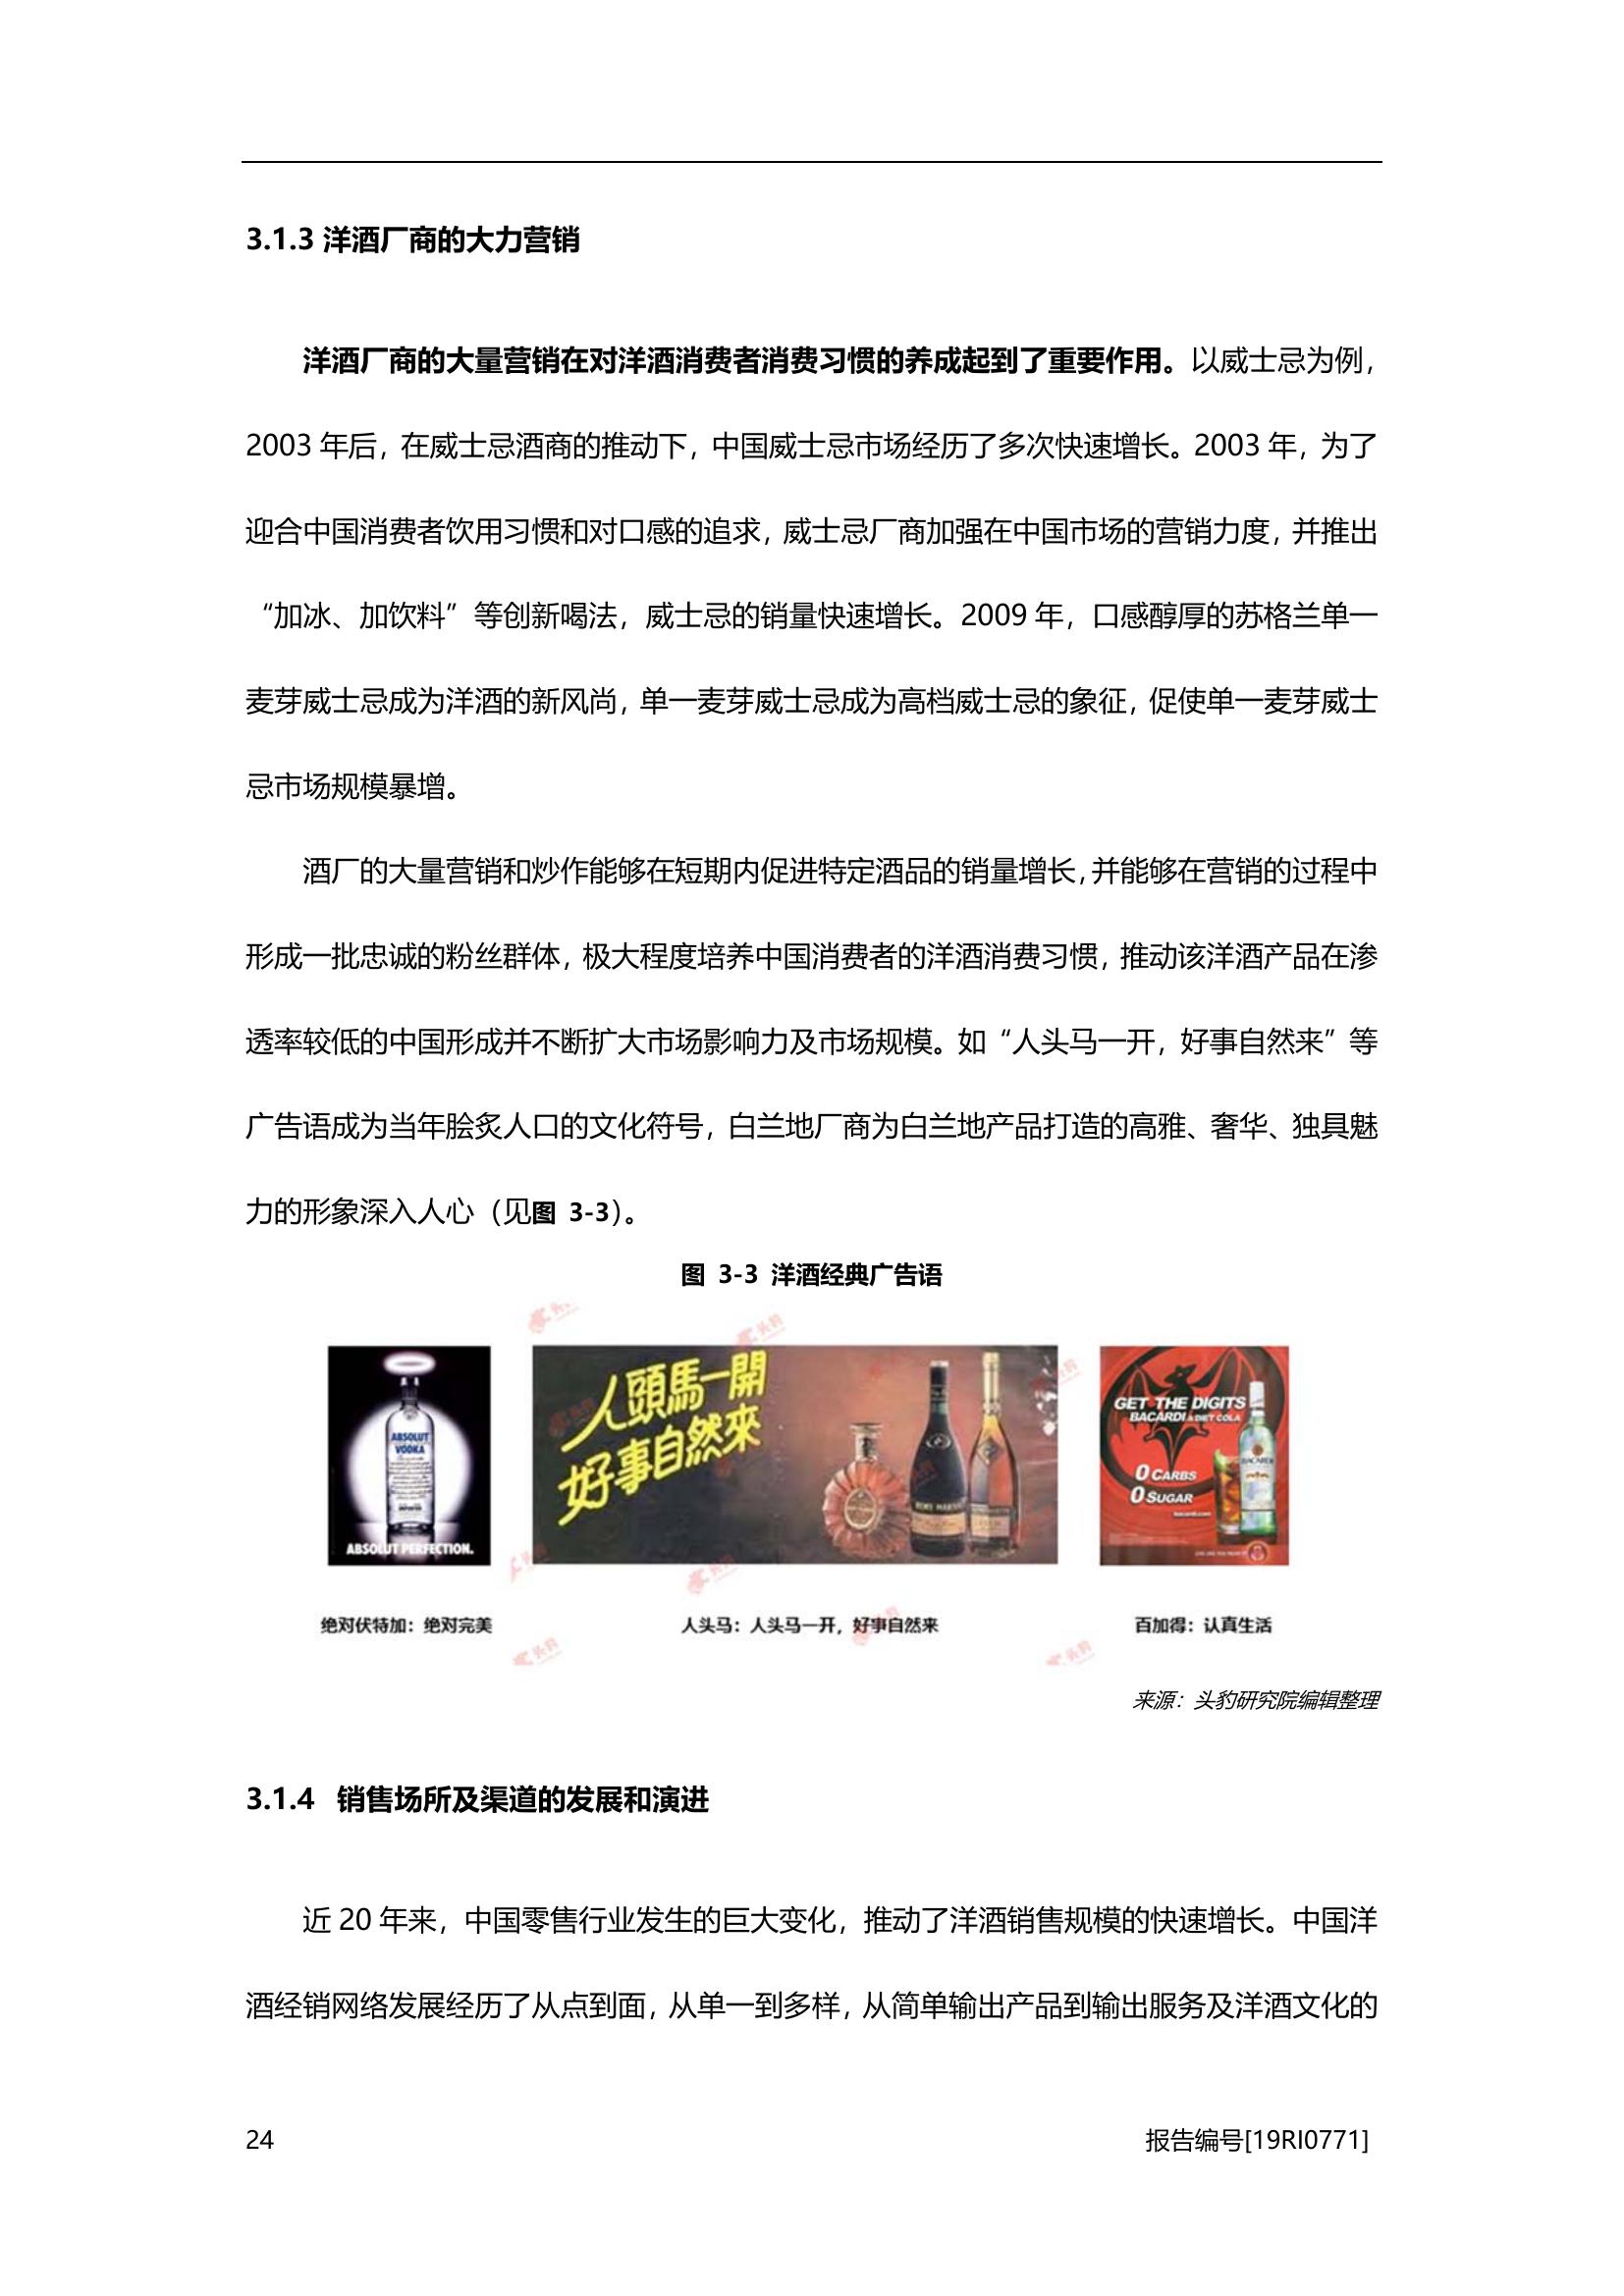 3.1.3 洋酒厂商的大力营销
洋酒厂商的大量营销在对洋酒消费者消费习惯的养成起到了重要作用。以威士忌为例，
2003 年后，在威士忌酒商的推动下，中国威士忌市场经历了多次快速增长。2003 年，为了
迎合中国消费者饮用习惯和对口感的追求，威士忌厂商加强在中国市场的营销力度，并推出
“加冰、加饮料”等创新喝法，威士忌的销量快速增长。2009 年，口感醇厚的苏格兰单一
麦芽威士忌成为洋酒的新风尚，单一麦芽威士忌成为高档威士忌的象征，促使单一麦芽威士
忌市场规模暴增。
酒厂的大量营销和炒作能够在短期内促进特定酒品的销量增长，并能够在营销的过程中
形成一批忠诚的粉丝群体，极大程度培养中国消费者的洋酒消费习惯，推动该洋酒产品在渗
透率较低的中国形成并不断扩大市场影响力及市场规模。如“人头马一开，好事自然来”等
广告语成为当年脍炙人口的文化符号，白兰地厂商为白兰地产品打造的高雅、奢华、独具魅
力的形象深入人心（见图 3-3）。
图 3-3 洋酒经典广告语
ABSOLUT
VODKA
ABSOLUT PERFECTION.
人頭馬一開
好事自然來
REMY MARTIN
GET THE DIGITS
BACARDI & DIET COLA
0 CARBS
0 SUGAR
bacardi.com
BACARDI
绝对伏特加：绝对完美
人头马：人头马一开，好事自然来
百加得：认真生活
头豹
来源：头豹研究院编辑整理
3.1.4 销售场所及渠道的发展和演进
近 20 年来，中国零售行业发生的巨大变化，推动了洋酒销售规模的快速增长。中国洋
酒经销网络发展经历了从点到面，从单一到多样，从简单输出产品到输出服务及洋酒文化的
24
报告编号[19RI0771]